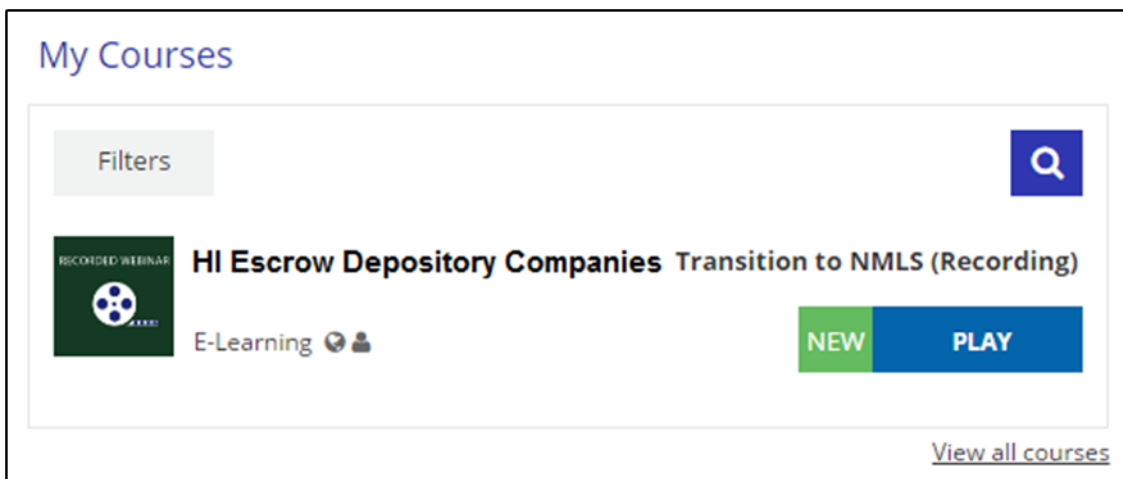 My Courses
Filters
RECORDED WEBINAR
HI Escrow Depository Companies Transition to NMLS (Recording)
E-Learning
NEW PLAY
View all courses